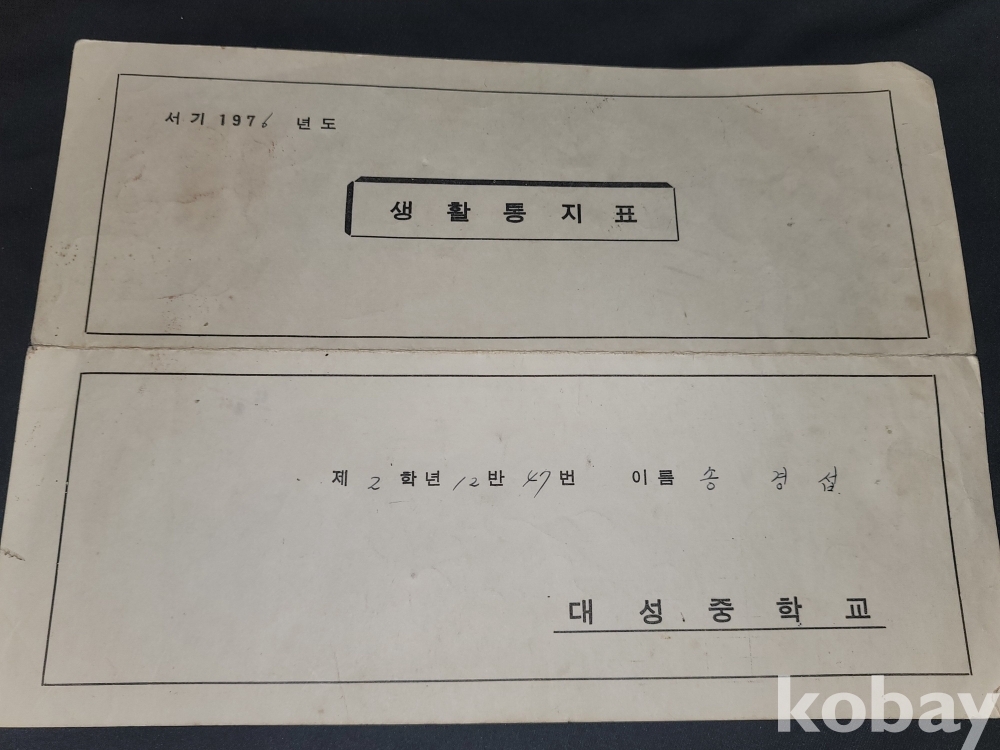 서기 1976 년도
생활통지표
제 2 학년 12 반 47 번 이름 송 경 섭
대성중학교
kobay